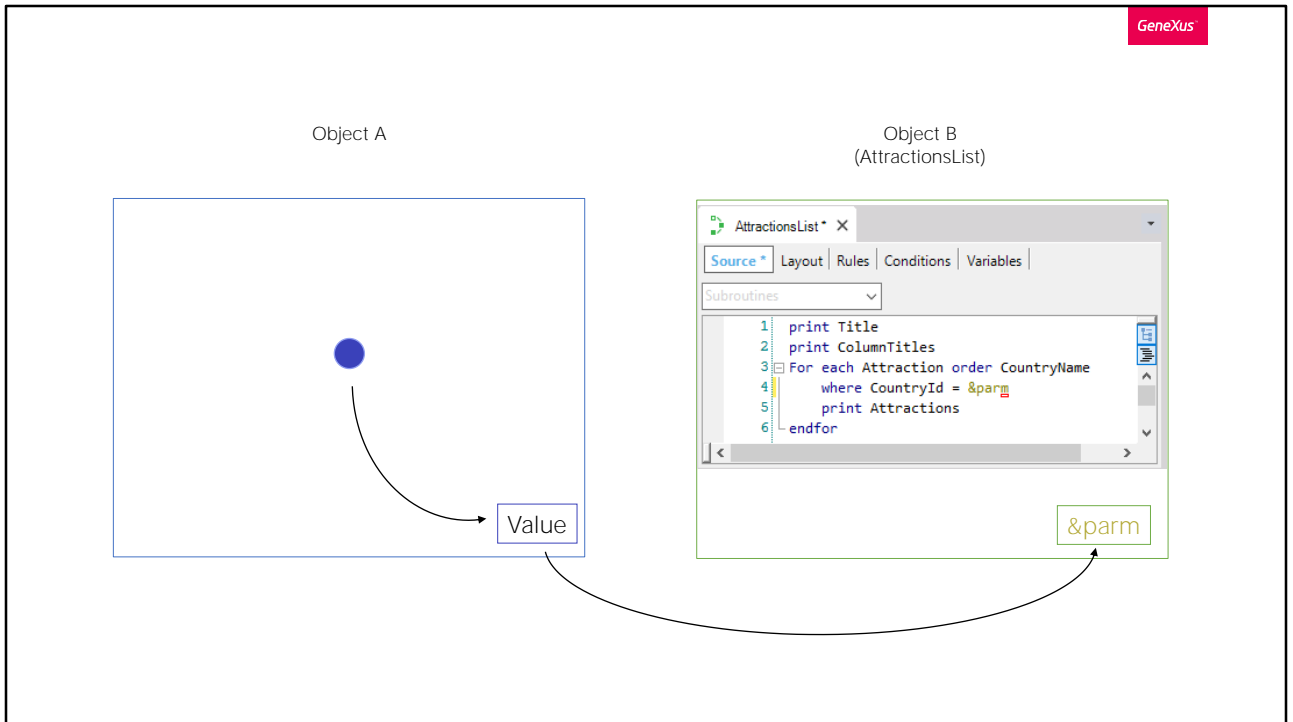 GeneXus
Object A
Object B
(AttractionsList)
AttractionsList *
Source * Layout Rules Conditions Variables
Subroutines
1 print Title
2 print ColumnTitles
3 For each Attraction order CountryName
4 where CountryId = &parm
5 print Attractions
6 endfor
Value
&parm